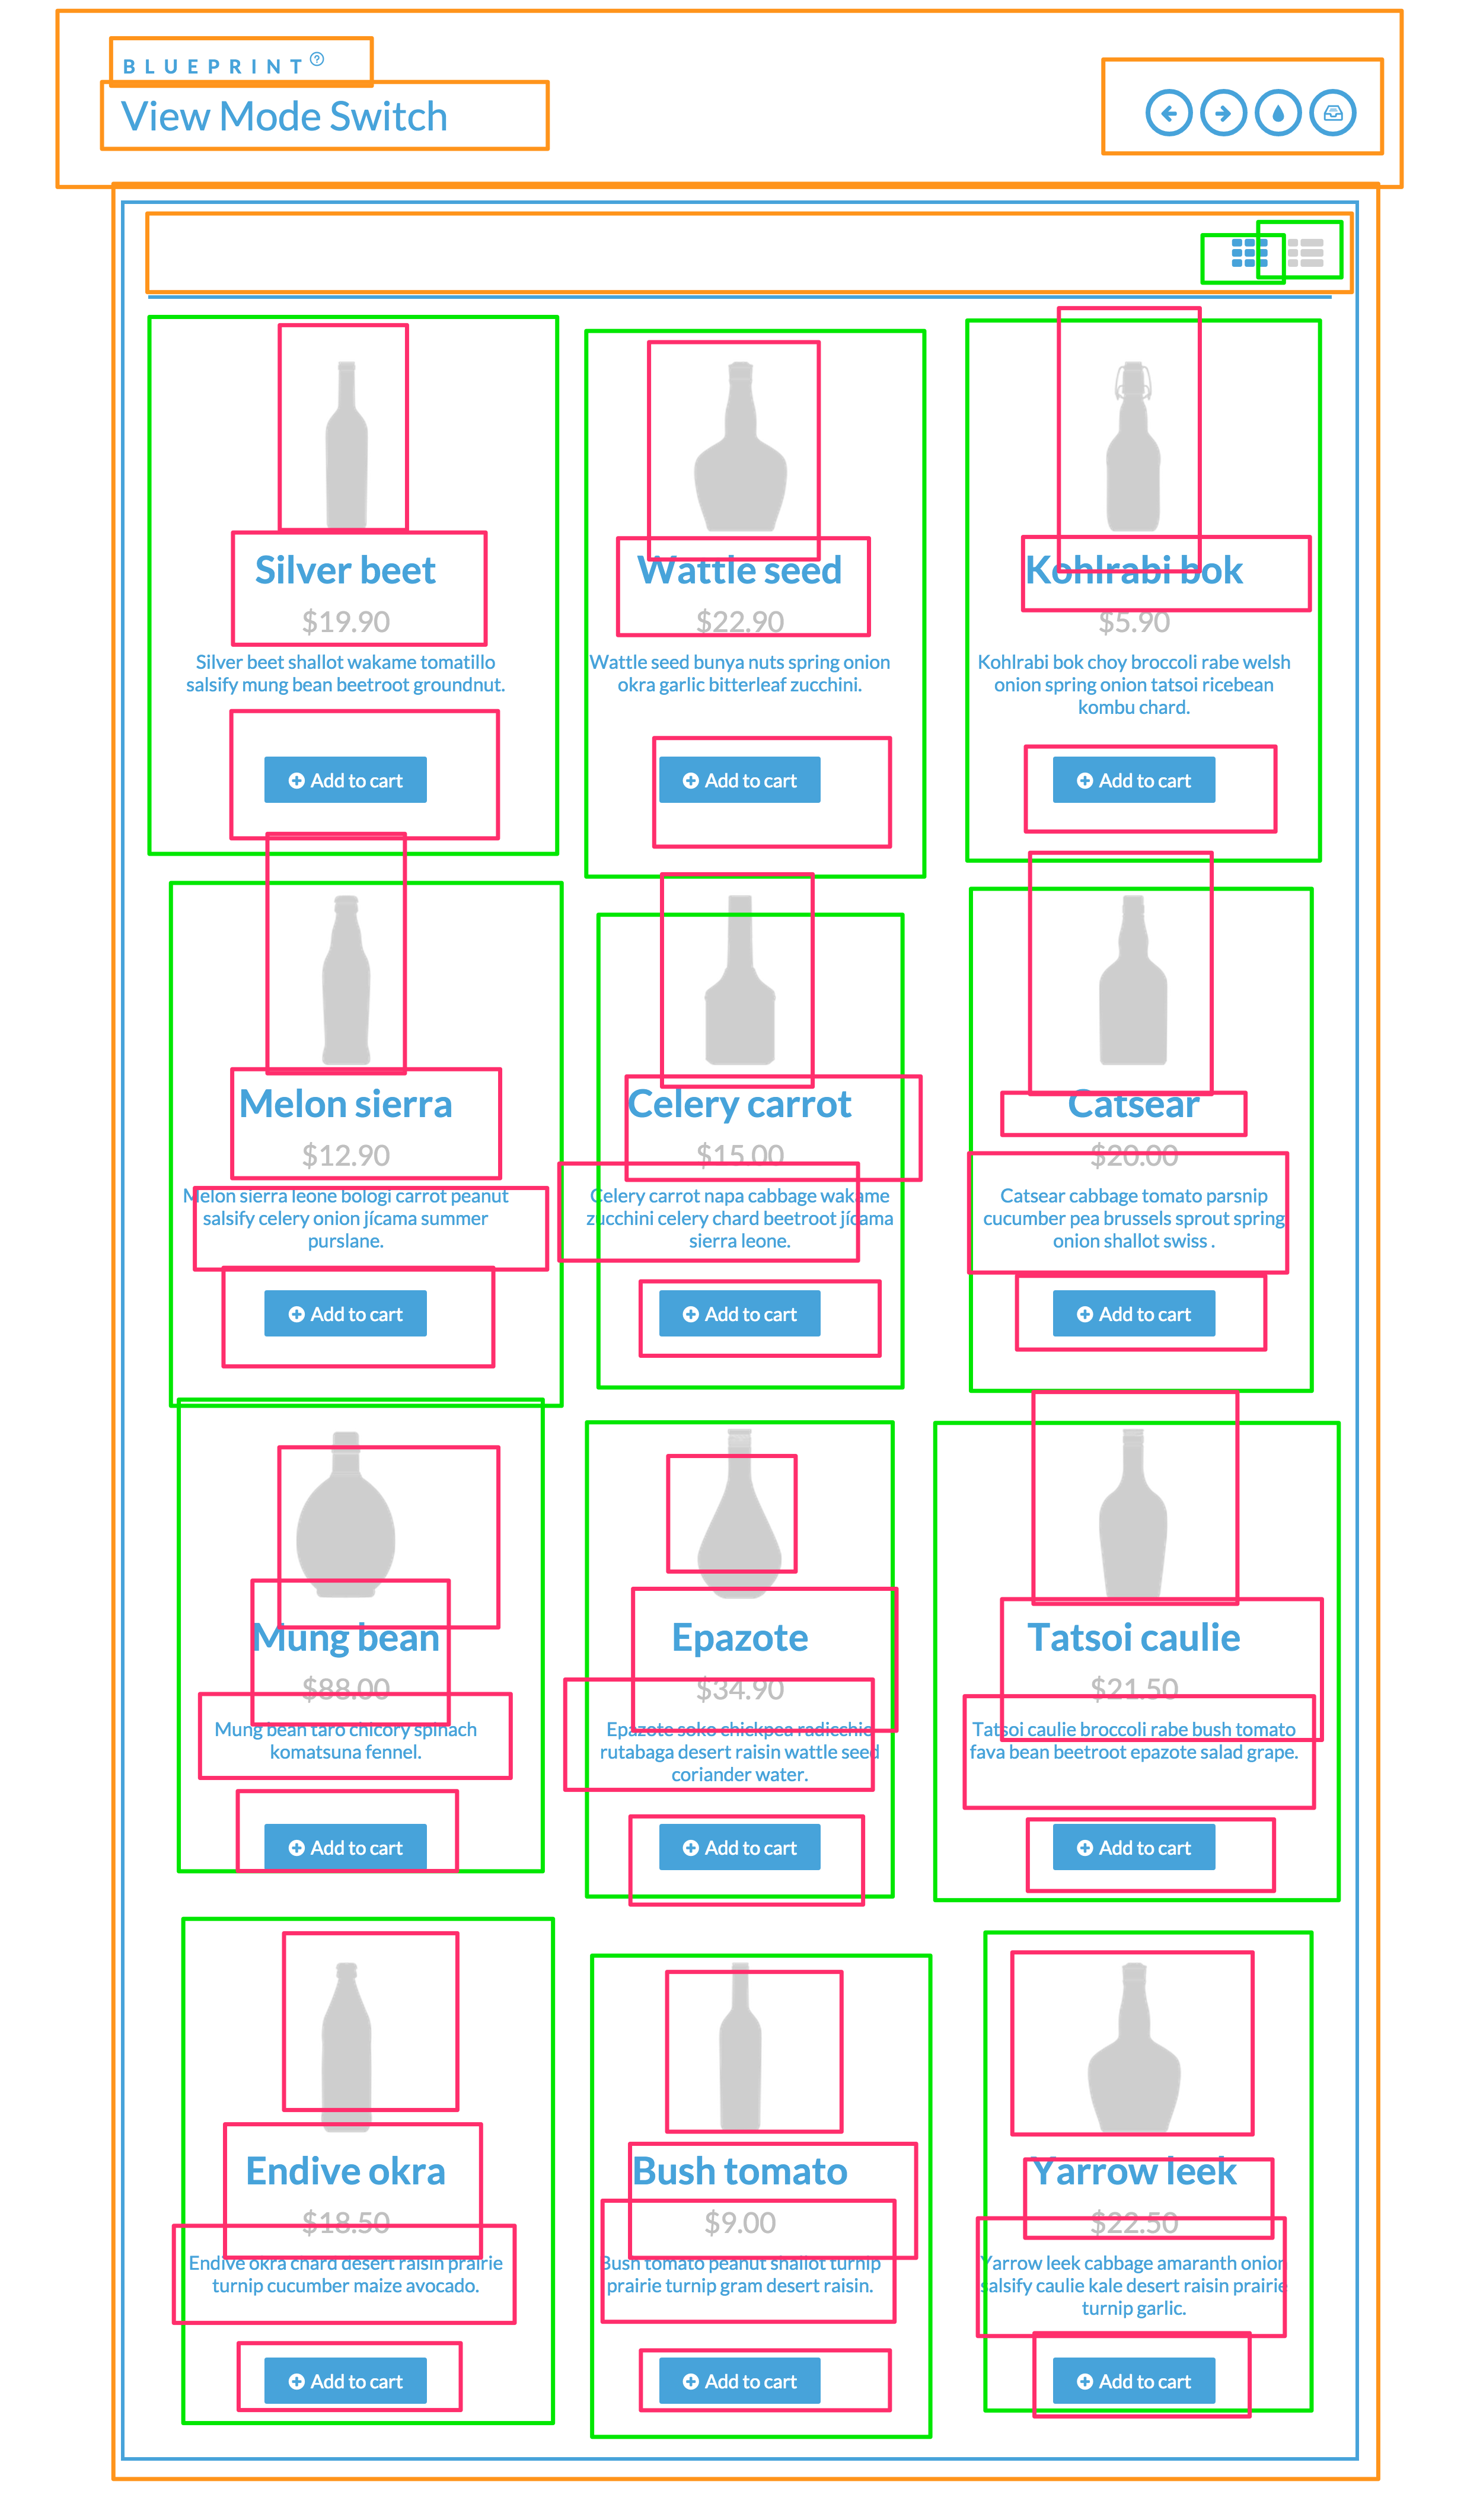 BLUEPRINT
View Mode Switch
Silver beet
$19.90
Silver beet shallot wakame tomatillo
salsify mung bean beetroot groundnut.
Add to cart
Wattle seed
$22.90
Wattle seed bunya nuts spring onion
okra garlic bitterleaf zucchini.
Add to cart
Kohlrabi bok
$5.90
Kohlrabi bok choy broccoli rabe welsh
onion spring onion tatsoi ricebean
kombu chard.
Add to cart
Melon sierra
$12.90
Melon sierra leone bologi carrot peanut
salsify celery onion jícama summer
purslane.
Add to cart
Celery carrot
$15.00
Celery carrot napa cabbage wakame
zucchini celery chard beetroot jícama
sierra leone.
Add to cart
Catsear
$20.00
Catsear cabbage tomato parsnip
cucumber pea brussels sprout spring
onion shallot swiss .
Add to cart
Mung bean
$88.00
Mung bean taro chicory spinach
komatsuna fennel.
Add to cart
Epazote
$34.90
Epazote soko chickpea radicchio
rutabaga desert raisin wattle seed
coriander water.
Add to cart
Tatsoi caulie
$21.50
Tatsoi caulie broccoli rabe bush tomato
fava bean beetroot epazote salad grape.
Add to cart
Endive okra
$18.50
Endive okra chard desert raisin prairie
turnip cucumber maize avocado.
Add to cart
Bush tomato
$9.00
Bush tomato peanut shallot turnip
prairie turnip gram desert raisin.
Add to cart
Yarrow leek
$22.50
Yarrow leek cabbage amaranth onion
salsify caulie kale desert raisin prairie
turnip garlic.
Add to cart